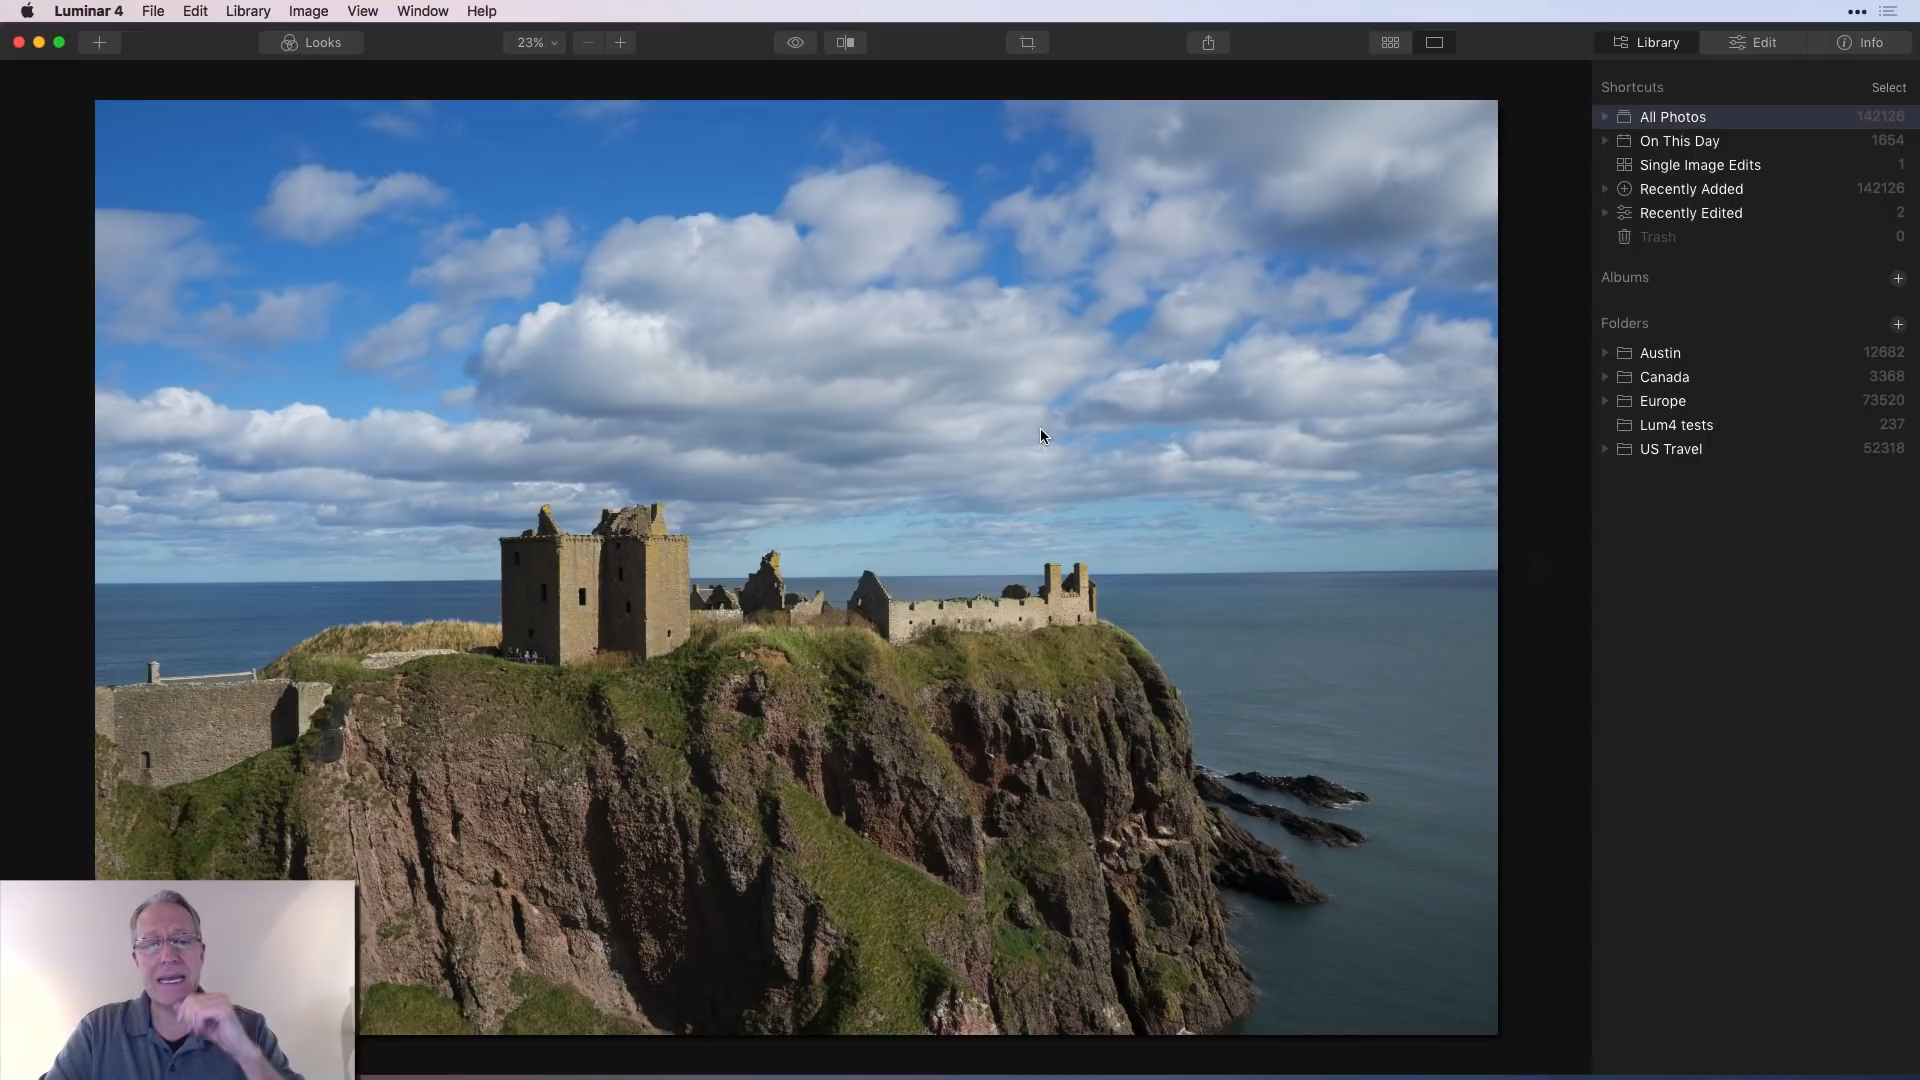 Luminar 4 File Edit Library Image View Window Help
Looks 23% Library Edit Info
Shortcuts Select
All Photos 142126
On This Day 1654
Single Image Edits 1
Recently Added 142126
Recently Edited 2
Trash 0
Albums
Folders
Austin 12682
Canada 3368
Europe 73520
Lum4 tests 237
US Travel 52318